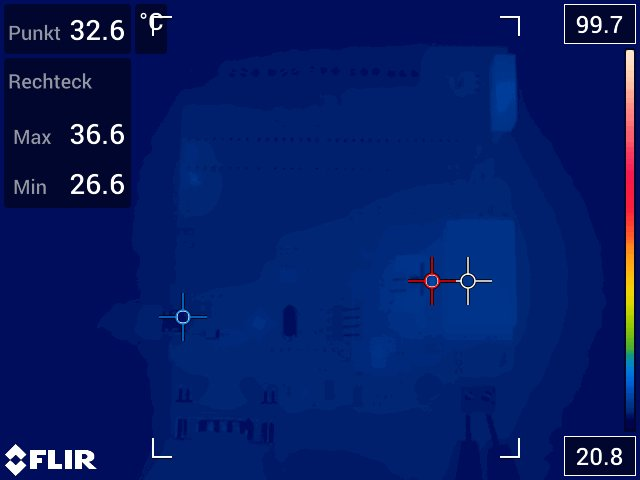 Punkt 32.6 °C
99.7
Rechteck
Max 36.6
Min 26.6
FLIR
20.8